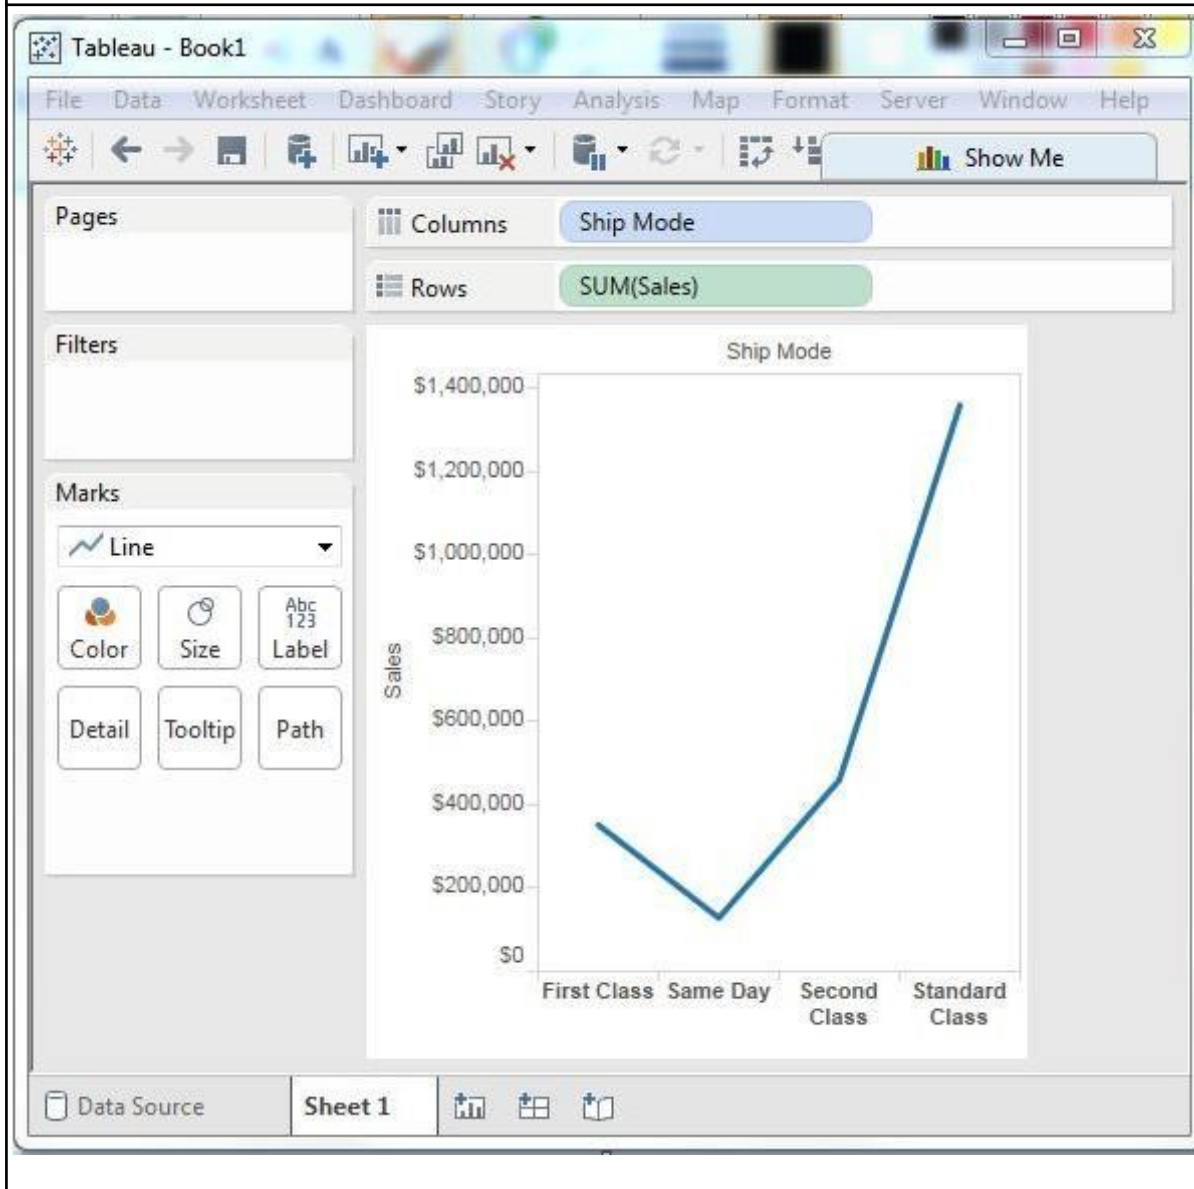 Tableau - Book1
File Data Worksheet Dashboard Story Analysis Map Format Server Window Help
Show Me
Pages
Columns
Ship Mode
Rows
SUM(Sales)
Filters
Ship Mode
$1,400,000
$1,200,000
$1,000,000
$800,000
$600,000
$400,000
$200,000
$0
Sales
First Class Same Day Second Class Standard Class
Marks
Line
Color
Size
Abc
123
Label
Detail
Tooltip
Path
Data Source
Sheet 1